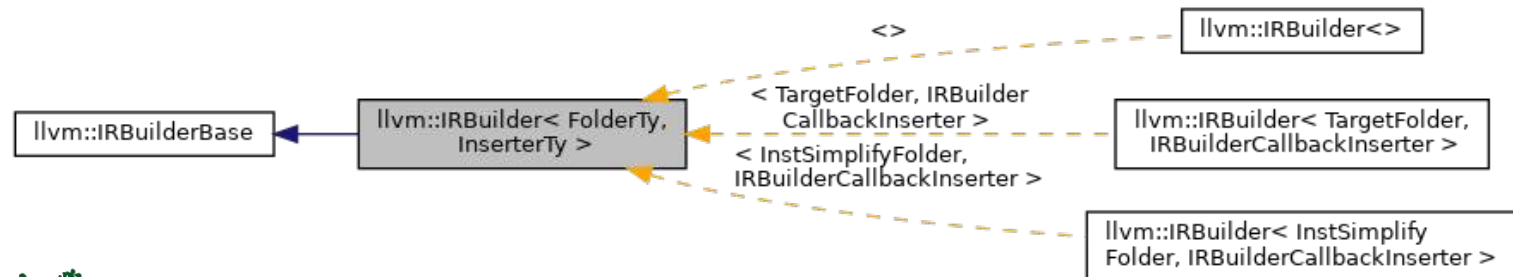 <>
llvm::IRBuilder<>
llvm::IRBuilderBase
llvm::IRBuilder< FolderTy,
InserterTy >
< TargetFolder, IRBuilder
CallbackInserter >
llvm::IRBuilder< TargetFolder,
IRBuilderCallbackInserter >
< InstSimplifyFolder,
IRBuilderCallbackInserter >
llvm::IRBuilder< InstSimplify
Folder, IRBuilderCallbackInserter >